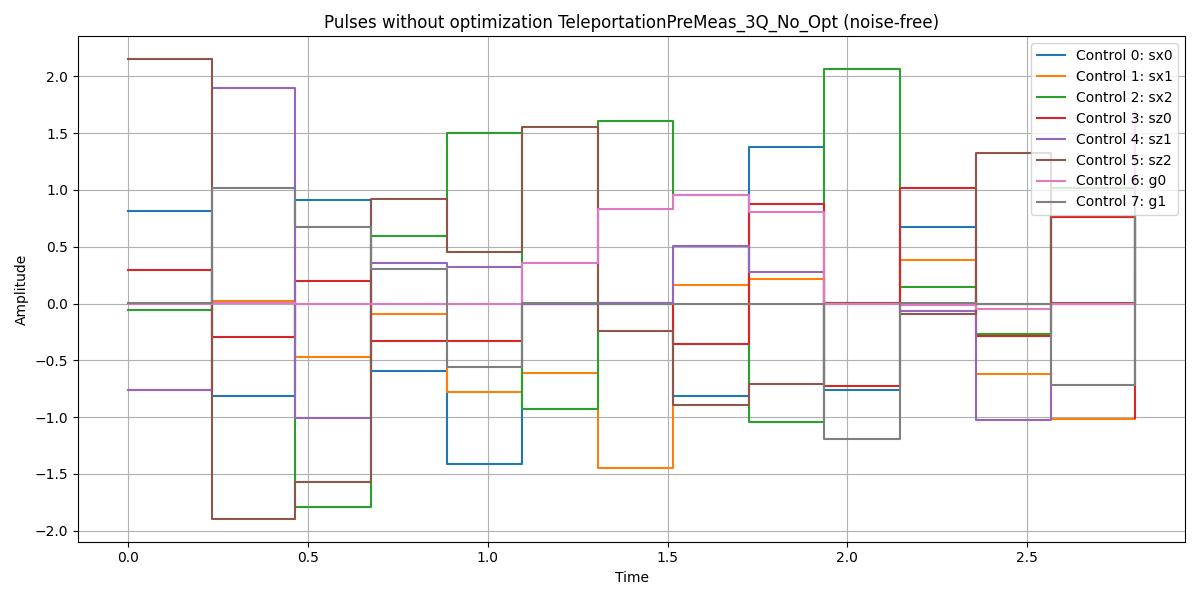 Pulses without optimization TeleportationPreMeas_3Q_No_Opt (noise-free)
Control 0: sx0
Control 1: sx1
Control 2: sx2
Control 3: sz0
Control 4: sz1
Control 5: sz2
Control 6: g0
Control 7: g1
Amplitude
2.0
1.5
1.0
0.5
0.0
−0.5
−1.0
−1.5
−2.0
0.0 0.5 1.0 1.5 2.0 2.5
Time